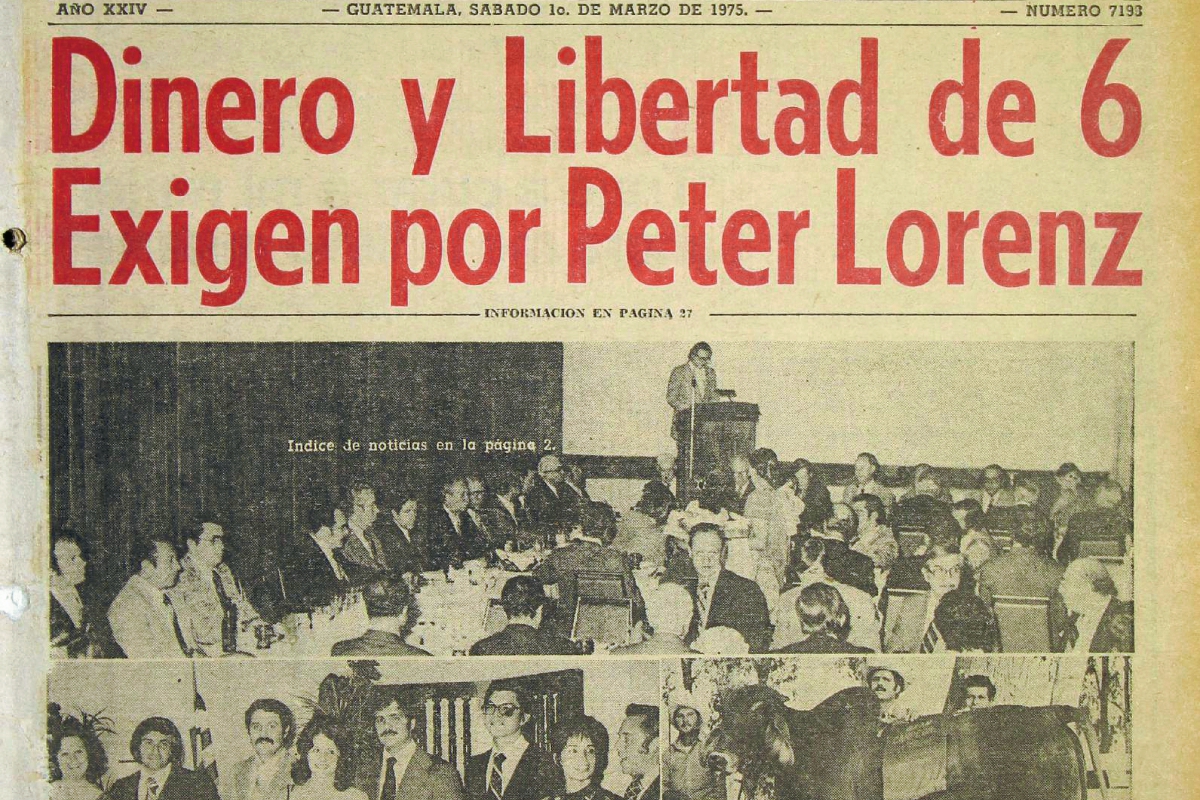 AÑO XXIV — — GUATEMALA, SABADO 1o. DE MARZO DE 1975. — — NUMERO 7193
Dinero y Libertad de 6
Exigen por Peter Lorenz
INFORMACION EN PAGINA 27
Indice de noticias en la página 2.